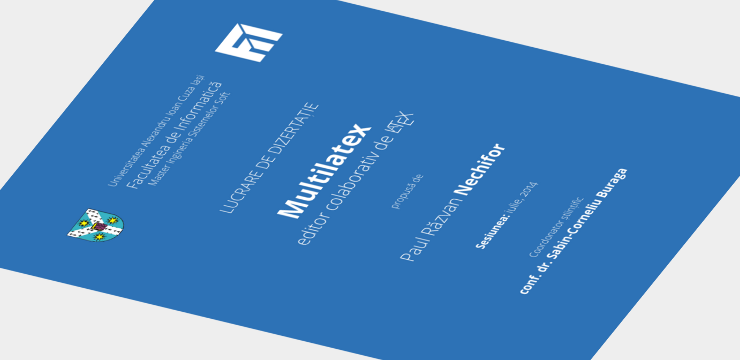 Universitatea Alexandru Ioan Cuza Iași
Facultatea de Informatică
Master Ingineria Sistemelor Soft
LUCRARE DE DIZERTAȚIE
Multilatex
editor colaborativ de LATEX
propusă de
Paul Răzvan Nechifor
Sesiunea: iulie, 2014
Coordonator științific
conf. dr. Sabin-Corneliu Buraga